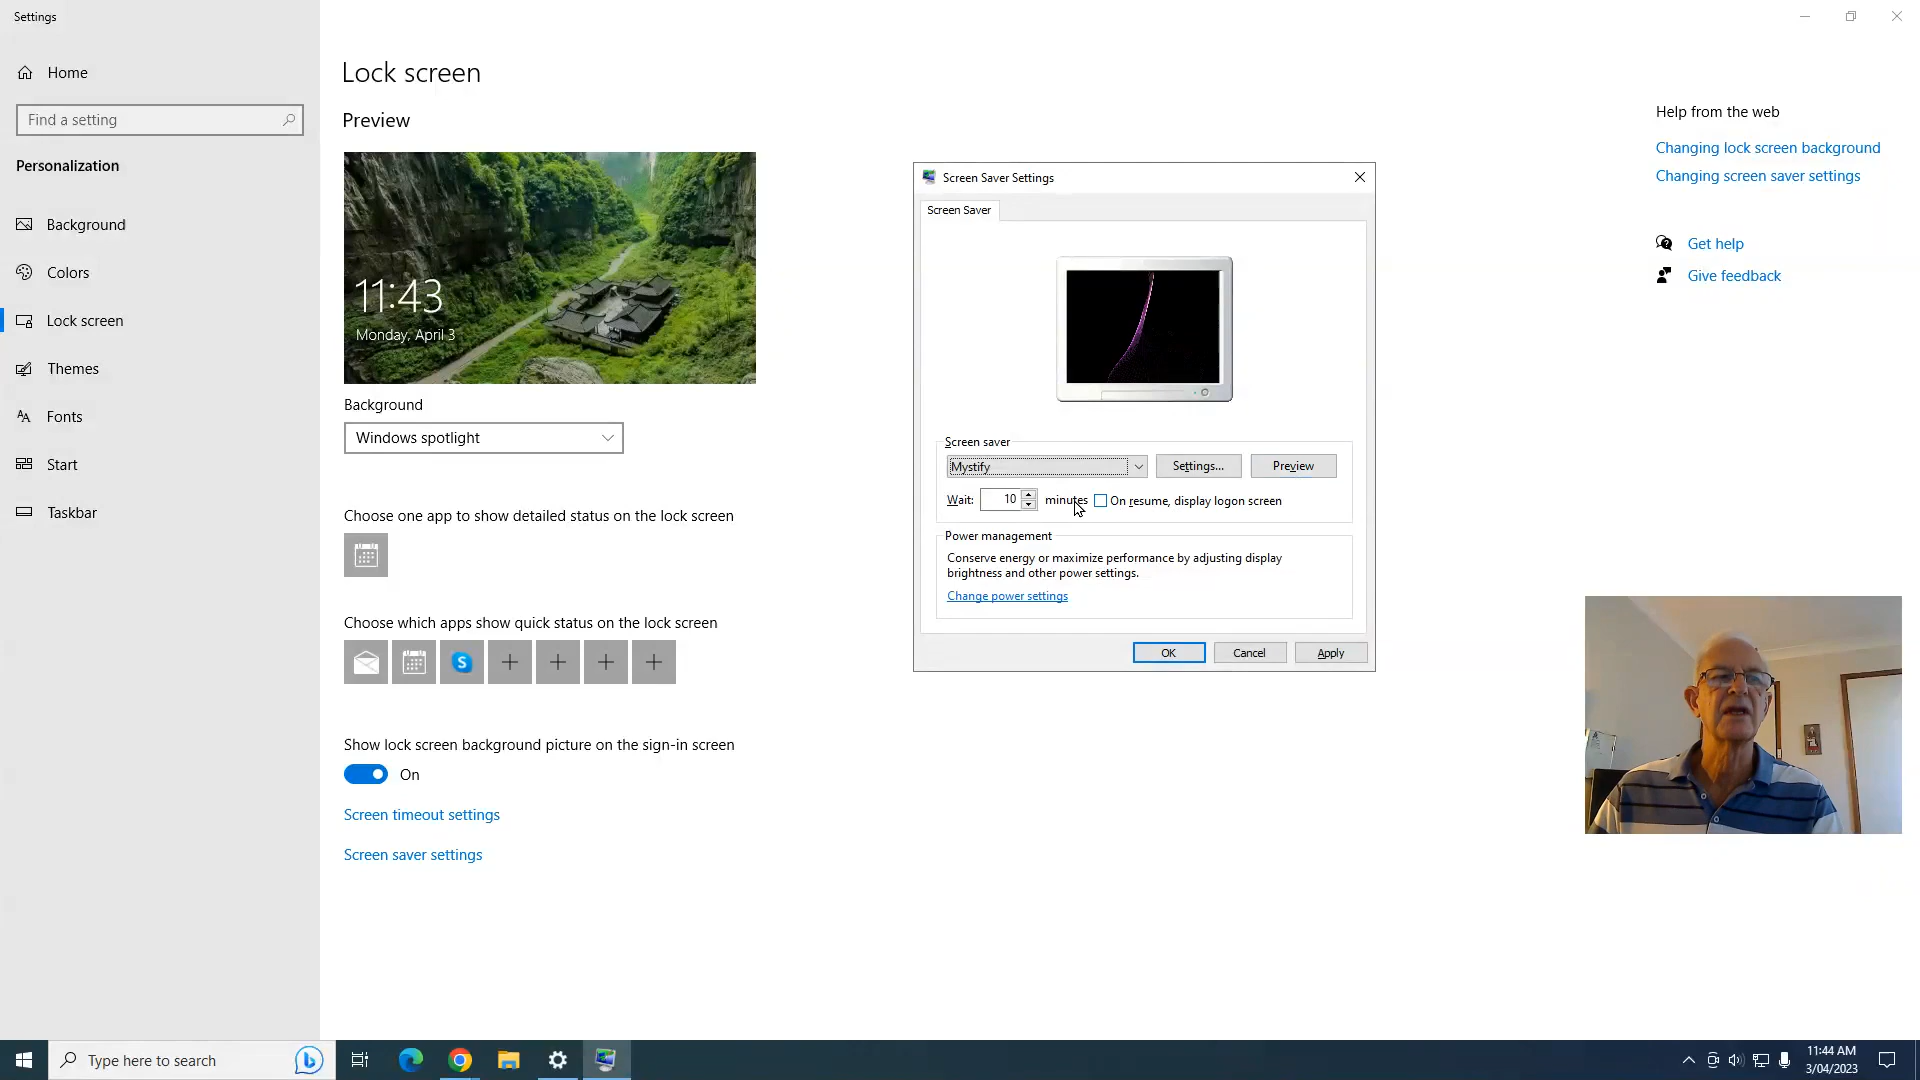 Settings
Home
Find a setting
Personalization
Background
Colors
Lock screen
Themes
Fonts
Start
Taskbar
Lock screen
Preview
11:43
Monday, April 3
Background
Windows spotlight
Choose one app to show detailed status on the lock screen
Choose which apps show quick status on the lock screen
S
Show lock screen background picture on the sign-in screen
On
Screen timeout settings
Screen saver settings
Screen Saver Settings
Screen Saver
Screen saver
Mystify
Settings...
Preview
Wait: 10 minutes On resume, display logon screen
Power management
Conserve energy or maximize performance by adjusting display
brightness and other power settings.
Change power settings
OK
Cancel
Apply
Help from the web
Changing lock screen background
Changing screen saver settings
Get help
Give feedback
Type here to search
11:44 AM
3/04/2023